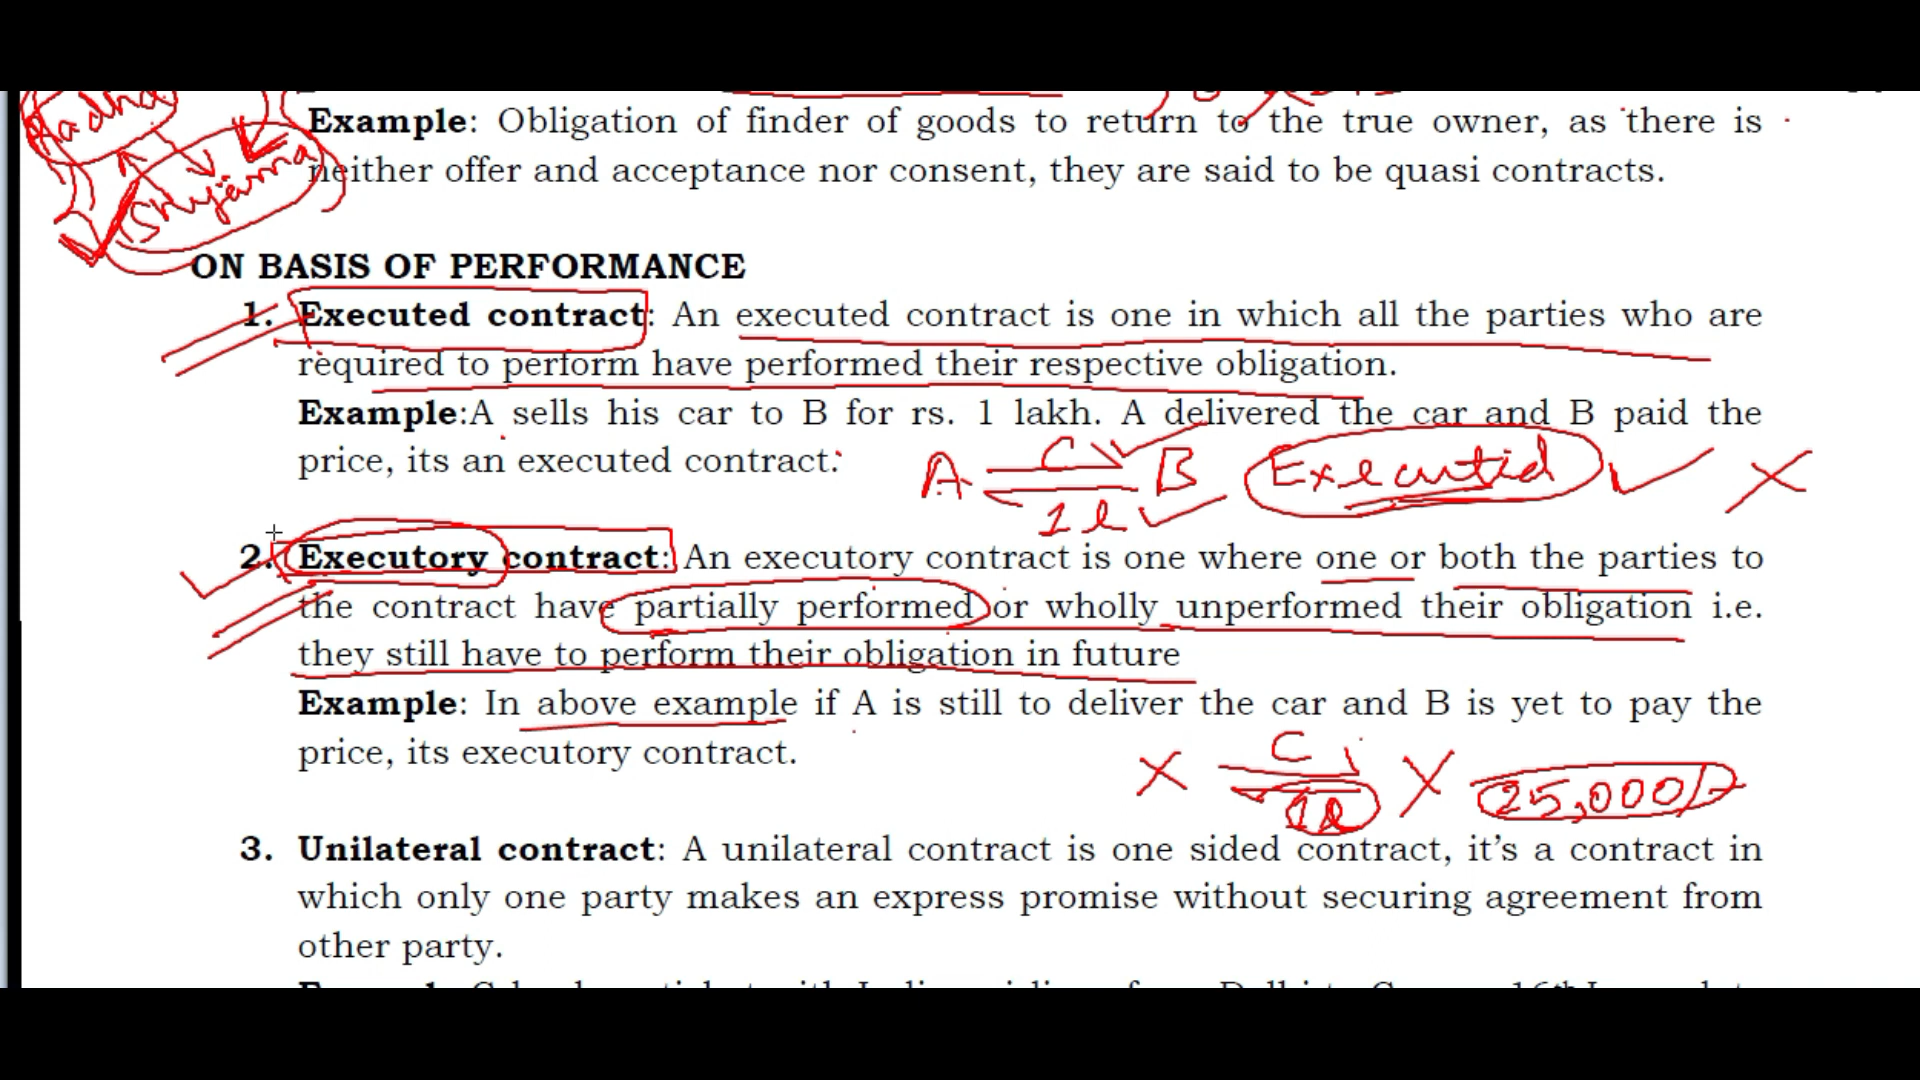 Radha
Shyama
Example: Obligation of finder of goods to return to the true owner, as there is
neither offer and acceptance nor consent, they are said to be quasi contracts.
ON BASIS OF PERFORMANCE
1. Executed contract: An executed contract is one in which all the parties who are
required to perform have performed their respective obligation.
Example:A sells his car to B for rs. 1 lakh. A delivered the car and B paid the
price, its an executed contract.
A C B Executed
1l
2. Executory contract: An executory contract is one where one or both the parties to
the contract have partially performed or wholly unperformed their obligation i.e.
they still have to perform their obligation in future
Example: In above example if A is still to deliver the car and B is yet to pay the
price, its executory contract.
C
1l 25,000/-
3. Unilateral contract: A unilateral contract is one sided contract, it's a contract in
which only one party makes an express promise without securing agreement from
other party.